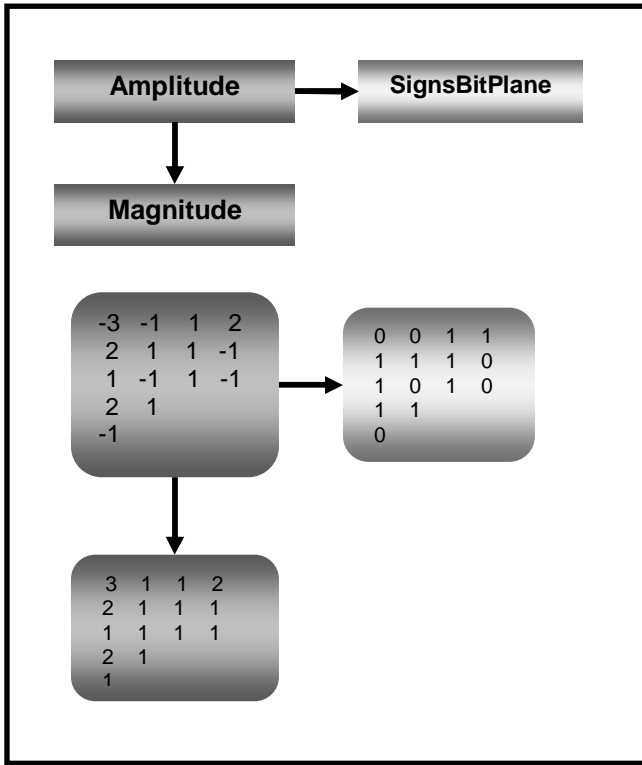 Amplitude
SignsBitPlane
Magnitude
-3 -1 1 2
2 1 1 -1
1 -1 1 -1
2 1
-1
0 0 1 1
1 1 1 0
1 0 1 0
1 1
0
3 1 1 2
2 1 1 1
1 1 1 1
2 1
1